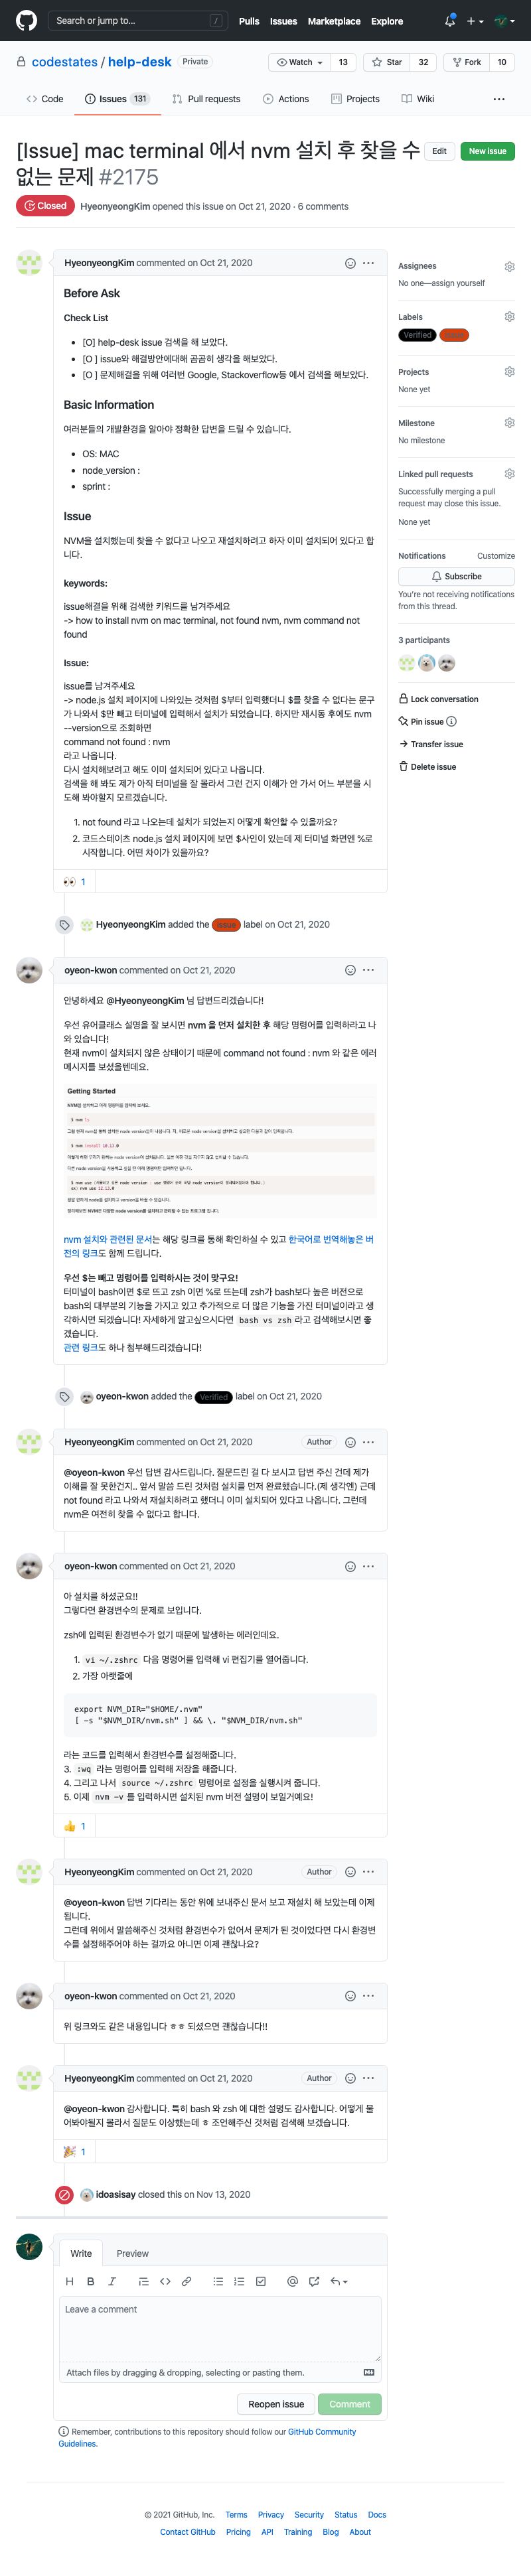 Search or jump to...
/
Pulls
Issues
Marketplace
Explore
codestates / help-desk
Private
Watch
13
Star
32
Fork
10
Code
Issues 131
Pull requests
Actions
Projects
Wiki
[Issue] mac terminal 에서 nvm 설치 후 찾을 수
없는 문제 #2175
Edit
New issue
Closed
HyeonyeongKim opened this issue on Oct 21, 2020 · 6 comments
HyeonyeongKim commented on Oct 21, 2020
Before Ask
Check List
[O] help-desk issue 검색을 해 보았다.
[O ] issue와 해결방안에대해 곰곰히 생각을 해보았다.
[O ] 문제해결을 위해 여러번 Google, Stackoverflow등 에서 검색을 해보았다.
Basic Information
여러분들의 개발환경을 알아야 정확한 답변을 드릴 수 있습니다.
OS: MAC
node_version :
sprint :
Issue
NVM을 설치했는데 찾을 수 없다고 나오고 재설치하려고 하자 이미 설치되어 있다고 합
니다.
keywords:
issue해결을 위해 검색한 키워드를 남겨주세요
-> how to install nvm on mac terminal, not found nvm, nvm command not
found
Issue:
issue를 남겨주세요
-> node.js 설치 페이지에 나와있는 것처럼 $부터 입력했더니 $를 찾을 수 없다는 문구
가 나와서 $만 빼고 터미널에 입력해서 설치가 되었습니다. 하지만 재시동 후에도 nvm
--version으로 조회하면
command not found : nvm
라고 나옵니다.
다시 설치해보려고 해도 이미 설치되어 있다고 나옵니다.
검색을 해 봐도 제가 아직 터미널을 잘 몰라서 그런 건지 이해가 안 가서 어느 부분을 시
도해 봐야할지 모르겠습니다.
1. not found 라고 나오는데 설치가 되었는지 어떻게 확인할 수 있을까요?
2. 코드스테이츠 node.js 설치 페이지에 보면 $사인이 있는데 제 터미널 화면엔 %로
시작합니다. 어떤 차이가 있을까요?
👀 1
HyeonyeongKim added the Issue label on Oct 21, 2020
oyeon-kwon commented on Oct 21, 2020
안녕하세요 @HyeonyeongKim 님 답변드리겠습니다!
우선 유어클래스 설명을 잘 보시면 nvm 을 먼저 설치한 후 해당 명령어를 입력하라고 나
와 있습니다!
현재 nvm이 설치되지 않은 상태이기 때문에 command not found : nvm 와 같은 에러
메시지를 보셨을텐데요.
Getting Started
$ nvm ls
nvm 설치와 관련된 문서는 해당 링크를 통해 확인하실 수 있고 한국어로 번역해놓은 버
전의 링크도 함께 드립니다.
우선 $는 빼고 명령어를 입력하시는 것이 맞구요!
터미널이 bash이면 $로 뜨고 zsh 이면 %로 뜨는데 zsh가 bash보다 높은 버전으로
bash의 대부분의 기능을 가지고 있고 추가적으로 더 많은 기능을 가진 터미널이라고 생
각하시면 되겠습니다! 자세하게 알고싶으시다면 bash vs zsh 라고 검색해보시면 좋
겠습니다.
관련 링크도 하나 첨부해드리겠습니다!
oyeon-kwon added the Verified label on Oct 21, 2020
HyeonyeongKim commented on Oct 21, 2020
Author
@oyeon-kwon 우선 답변 감사드립니다. 질문드린 걸 다 보시고 답변 주신 건데 제가
이해를 잘 못한건지.. 앞서 말씀 드린 것처럼 설치를 먼저 완료했습니다.(제 생각엔) 근데
not found 라고 나와서 재설치하려고 했더니 이미 설치되어 있다고 나옵니다. 그런데
nvm은 여전히 찾을 수 없다고 합니다.
oyeon-kwon commented on Oct 21, 2020
아 설치를 하셨군요!!
그렇다면 환경변수의 문제로 보입니다.
zsh에 입력된 환경변수가 없기 때문에 발생하는 에러인데요.
1. vi ~/.zshrc 다음 명령어를 입력해 vi 편집기를 열어줍니다.
2. 가장 아랫줄에
export NVM_DIR="$HOME/.nvm"
[ -s "$NVM_DIR/nvm.sh" ] && \. "$NVM_DIR/nvm.sh"
라는 코드를 입력해서 환경변수를 설정해줍니다.
3. :wq 라는 명령어를 입력해 저장을 해줍니다.
4. 그리고 나서 source ~/.zshrc 명령어로 설정을 실행시켜 줍니다.
5. 이제 nvm -v 를 입력하시면 설치된 nvm 버전 설명이 보일거예요!
👍 1
HyeonyeongKim commented on Oct 21, 2020
Author
@oyeon-kwon 답변 기다리는 동안 위에 보내주신 문서 보고 재설치 해 보았는데 이제
됩니다.
그런데 위에서 말씀해주신 것처럼 환경변수가 없어서 문제가 된 것이었다면 다시 환경변
수를 설정해주어야 하는 걸까요 아니면 이제 괜찮나요?
oyeon-kwon commented on Oct 21, 2020
위 링크와도 같은 내용입니다 ㅎㅎ 되셨으면 괜찮습니다!!
HyeonyeongKim commented on Oct 21, 2020
Author
@oyeon-kwon 감사합니다. 특히 bash 와 zsh 에 대한 설명도 감사합니다. 어떻게 물
어봐야될지 몰라서 질문도 이상했는데 ㅎ 조언해주신 것처럼 검색해 보겠습니다.
🎉 1
idoasisay closed this on Nov 13, 2020
Write
Preview
Leave a comment
Attach files by dragging & dropping, selecting or pasting them.
Reopen issue
Comment
Remember, contributions to this repository should follow our GitHub Community
Guidelines.
Assignees
No one—assign yourself
Labels
Verified
Issue
Projects
None yet
Milestone
No milestone
Linked pull requests
Successfully merging a pull
request may close this issue.
None yet
Notifications
Customize
Subscribe
You're not receiving notifications
from this thread.
3 participants
Lock conversation
Pin issue
Transfer issue
Delete issue
© 2021 GitHub, Inc.
Terms
Privacy
Security
Status
Docs
Contact GitHub
Pricing
API
Training
Blog
About